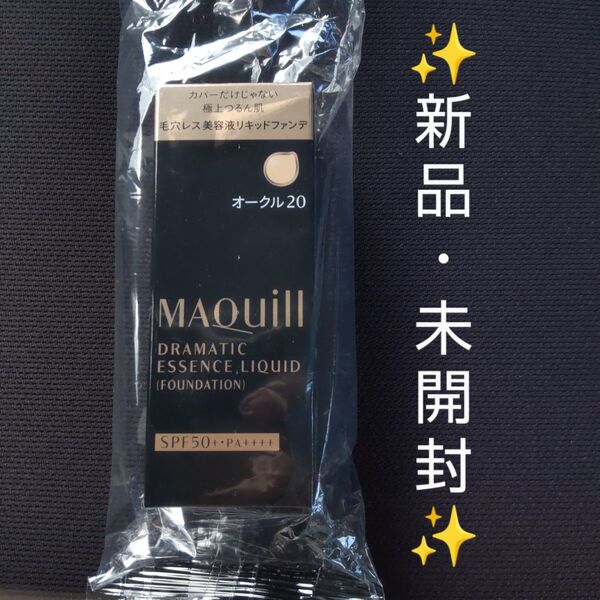 カバーだけじゃない
極上つるん肌
毛穴レス美容液リキッドファンデ
オークル20
MAQuill
DRAMATIC
ESSENCE LIQUID
(FOUNDATION)
SPF50+・PA++++
✨新品・未開封✨